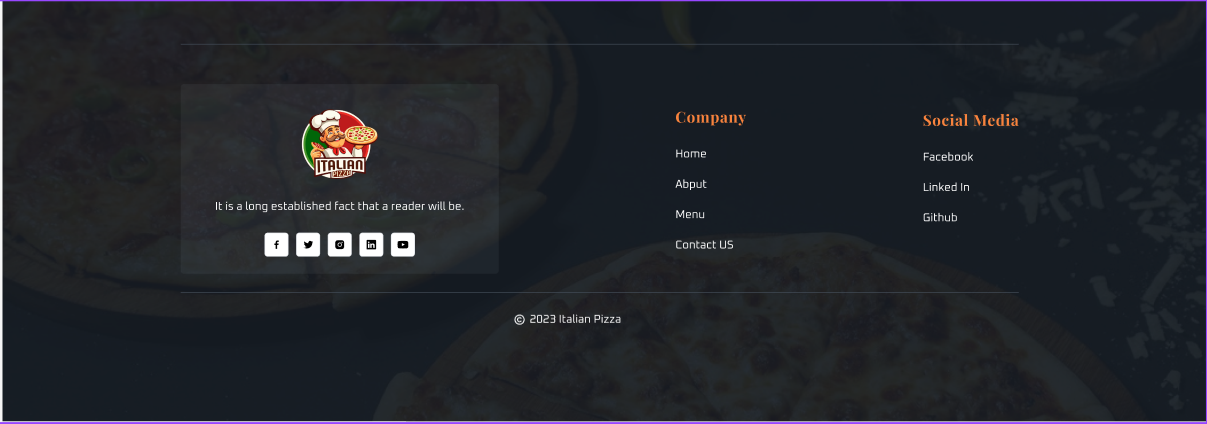 ITALIAN
PIZZA
It is a long established fact that a reader will be.
Company
Home
Abput
Menu
Contact US
Social Media
Facebook
Linked In
Github
© 2023 Italian Pizza